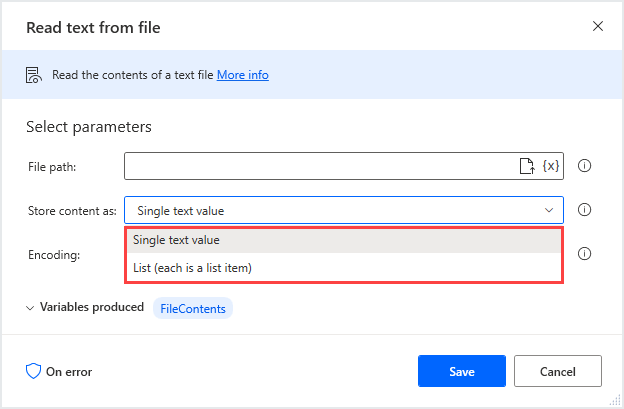 Read text from file
Read the contents of a text file More info
Select parameters
File path:
{x}
Store content as: Single text value
Single text value
List (each is a list item)
Encoding:
Variables produced FileContents
On error Save Cancel